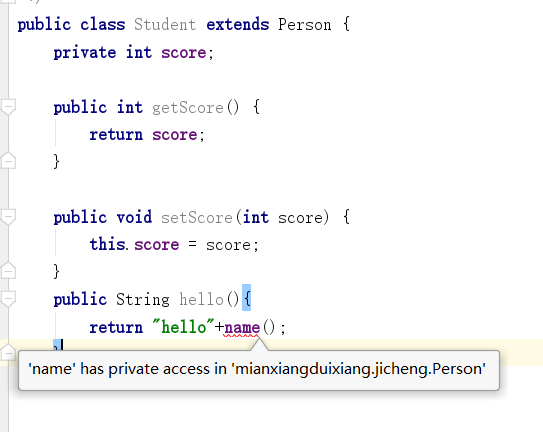 public class Student extends Person {
private int score;
public int getScore() {
return score;
}
public void setScore(int score) {
this.score = score;
}
public String hello(){
return "hello"+name();
}
'name' has private access in 'mianxiangduixiang.jicheng.Person'